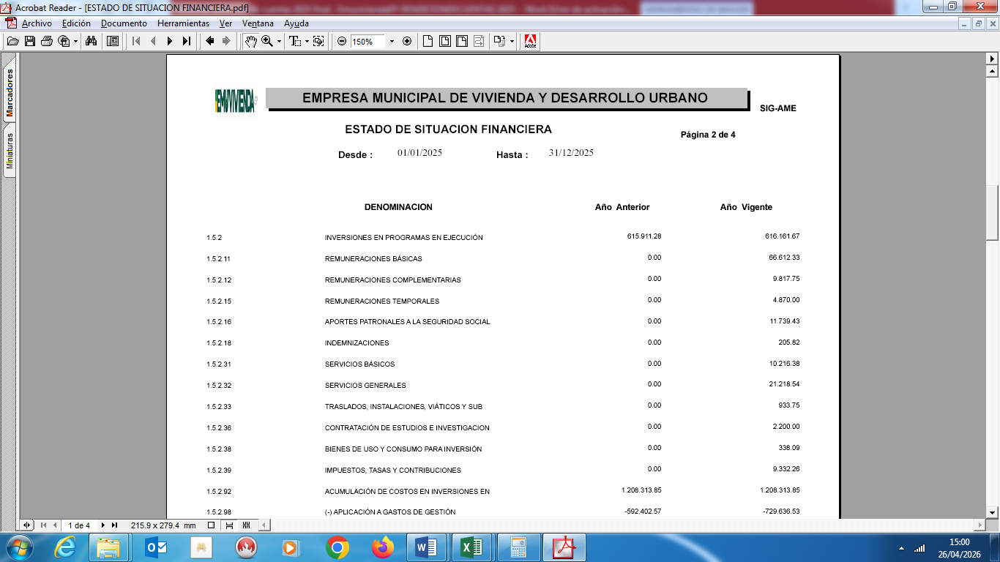 Acrobat Reader - [ESTADO DE SITUACION FINANCIERA.pdf]
Archivo Edición Documento Herramientas Ver Ventana Ayuda
150%
Marcadores
Miniaturas
EMUVIVIENDA
EMPRESA MUNICIPAL DE VIVIENDA Y DESARROLLO URBANO
SIG-AME
ESTADO DE SITUACION FINANCIERA
Página 2 de 4
Desde : 01/01/2025 Hasta : 31/12/2025
DENOMINACION Año Anterior Año Vigente
1.5.2 INVERSIONES EN PROGRAMAS EN EJECUCIÓN 615.911.28 616.161.67
1.5.2.11 REMUNERACIONES BÁSICAS 0.00 66.612.33
1.5.2.12 REMUNERACIONES COMPLEMENTARIAS 0.00 9.817.75
1.5.2.15 REMUNERACIONES TEMPORALES 0.00 4.870.00
1.5.2.16 APORTES PATRONALES A LA SEGURIDAD SOCIAL 0.00 11.739.43
1.5.2.18 INDEMNIZACIONES 0.00 205.82
1.5.2.31 SERVICIOS BÁSICOS 0.00 10.216.38
1.5.2.32 SERVICIOS GENERALES 0.00 21.218.54
1.5.2.33 TRASLADOS, INSTALACIONES, VIÁTICOS Y SUB 0.00 933.75
1.5.2.36 CONTRATACIÓN DE ESTUDIOS E INVESTIGACION 0.00 2.200.00
1.5.2.38 BIENES DE USO Y CONSUMO PARA INVERSIÓN 0.00 338.09
1.5.2.39 IMPUESTOS, TASAS Y CONTRIBUCIONES 0.00 9.332.26
1.5.2.92 ACUMULACIÓN DE COSTOS EN INVERSIONES EN 1.208.313.85 1.208.313.85
1.5.2.98 (-) APLICACIÓN A GASTOS DE GESTIÓN -592.402.57 -729.636.53
1 de 4 215.9 x 279.4 mm
15:00
26/04/2026